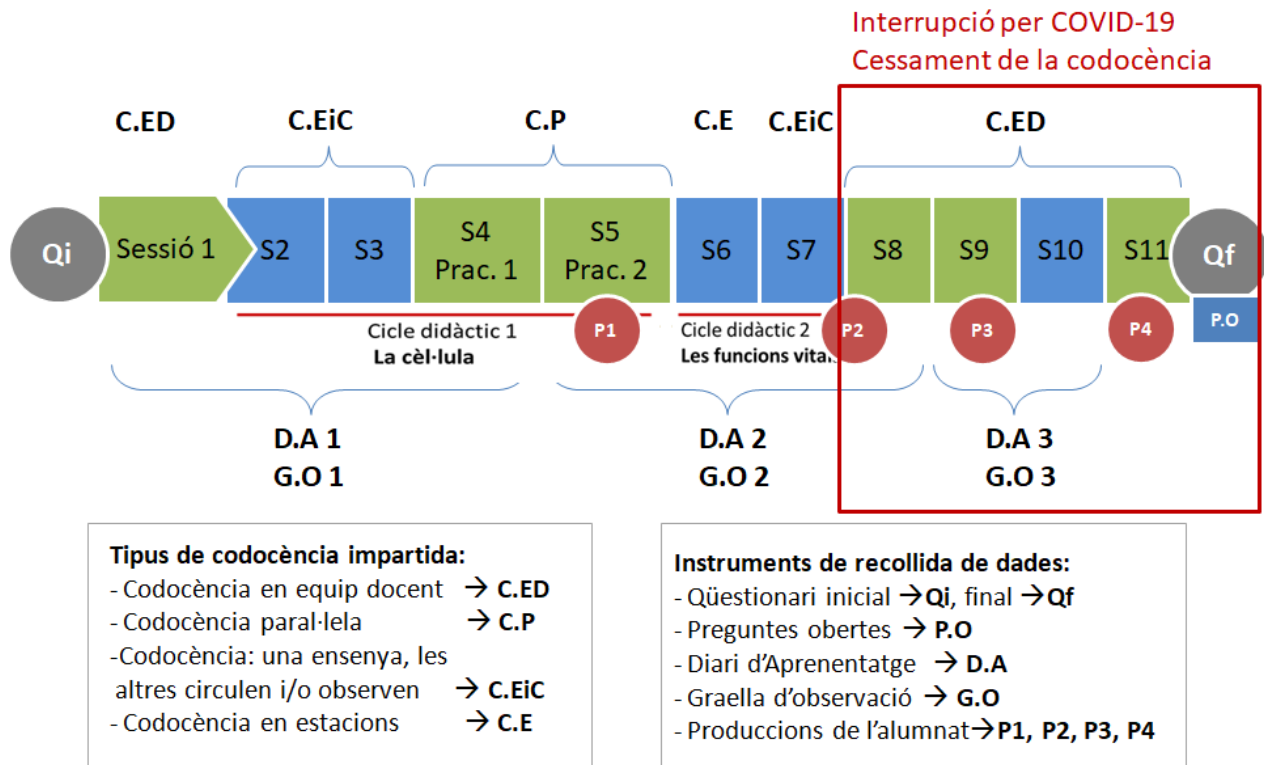 Interrupció per COVID-19
Cessament de la codocència
C.ED
C.EiC
C.P
C.E
C.EiC
C.ED
Qi
Sessió 1
S2
S3
S4
Prac. 1
S5
Prac. 2
S6
S7
S8
S9
S10
S11
Qf
P.O
P1
P2
P3
P4
Cicle didàctic 1
La cèl·lula
Cicle didàctic 2
Les funcions vitals
D.A 1
G.O 1
D.A 2
G.O 2
D.A 3
G.O 3
Tipus de codocència impartida:
- Codocència en equip docent → C.ED
- Codocència paral·lela → C.P
-Codocència: una ensenya, les
altres circulen i/o observen → C.EiC
- Codocència en estacions → C.E
Instruments de recollida de dades:
- Qüestionari inicial → Qi, final → Qf
- Preguntes obertes → P.O
- Diari d'Aprenentatge → D.A
- Graella d'observació → G.O
- Produccions de l'alumnat → P1, P2, P3, P4